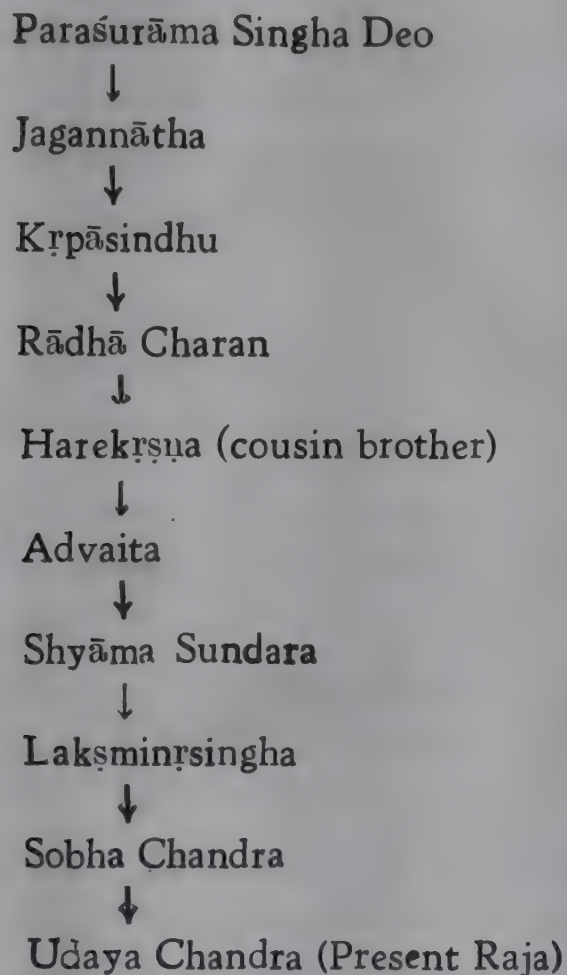 Paraśurāma Singha Deo
↓
Jagannātha
↓
Kṛpāsindhu
↓
Rādhā Charan
↓
Harekṛṣṇa (cousin brother)
↓
Advaita
↓
Shyāma Sundara
↓
Lakṣminṛsingha
↓
Sobha Chandra
↓
Udaya Chandra (Present Raja)